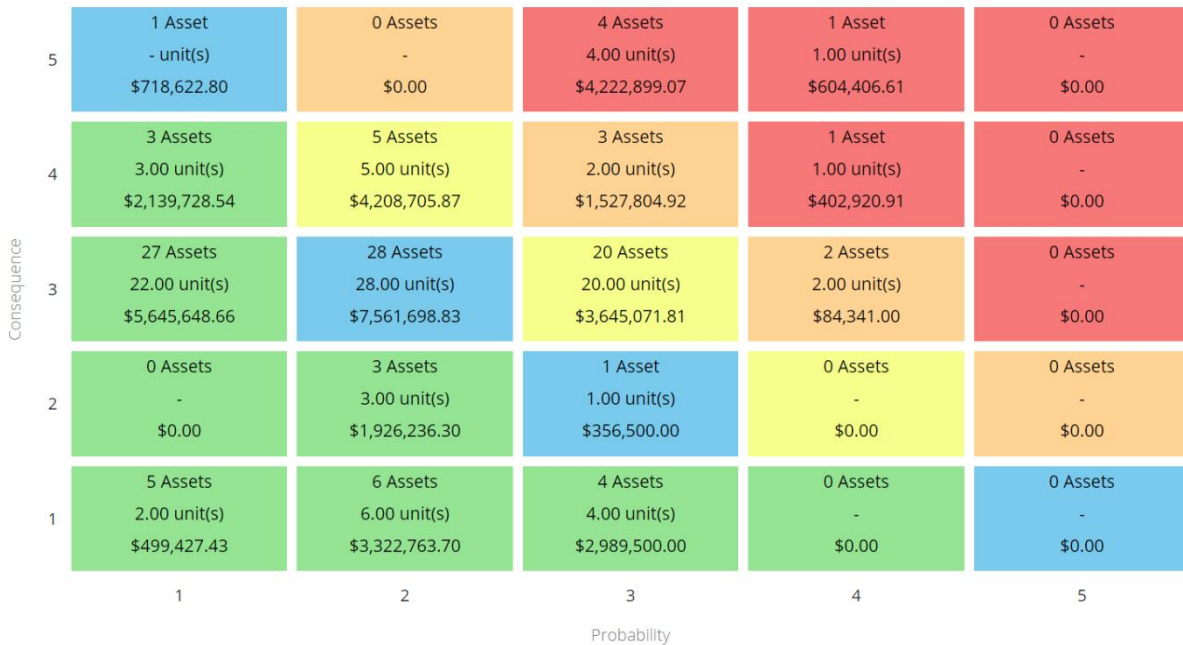 1 Asset
- unit(s)
$718,622.80
0 Assets
-
$0.00
4 Assets
4.00 unit(s)
$4,222,899.07
1 Asset
1.00 unit(s)
$604,406.61
0 Assets
-
$0.00
5
3 Assets
3.00 unit(s)
$2,139,728.54
5 Assets
5.00 unit(s)
$4,208,705.87
3 Assets
2.00 unit(s)
$1,527,804.92
1 Asset
1.00 unit(s)
$402,920.91
0 Assets
-
$0.00
4
27 Assets
22.00 unit(s)
$5,645,648.66
28 Assets
28.00 unit(s)
$7,561,698.83
20 Assets
20.00 unit(s)
$3,645,071.81
2 Assets
2.00 unit(s)
$84,341.00
0 Assets
-
$0.00
3
Consequence
0 Assets
-
$0.00
3 Assets
3.00 unit(s)
$1,926,236.30
1 Asset
1.00 unit(s)
$356,500.00
0 Assets
-
$0.00
0 Assets
-
$0.00
2
5 Assets
2.00 unit(s)
$499,427.43
6 Assets
6.00 unit(s)
$3,322,763.70
4 Assets
4.00 unit(s)
$2,989,500.00
0 Assets
-
$0.00
0 Assets
-
$0.00
1
1
2
3
4
5
Probability